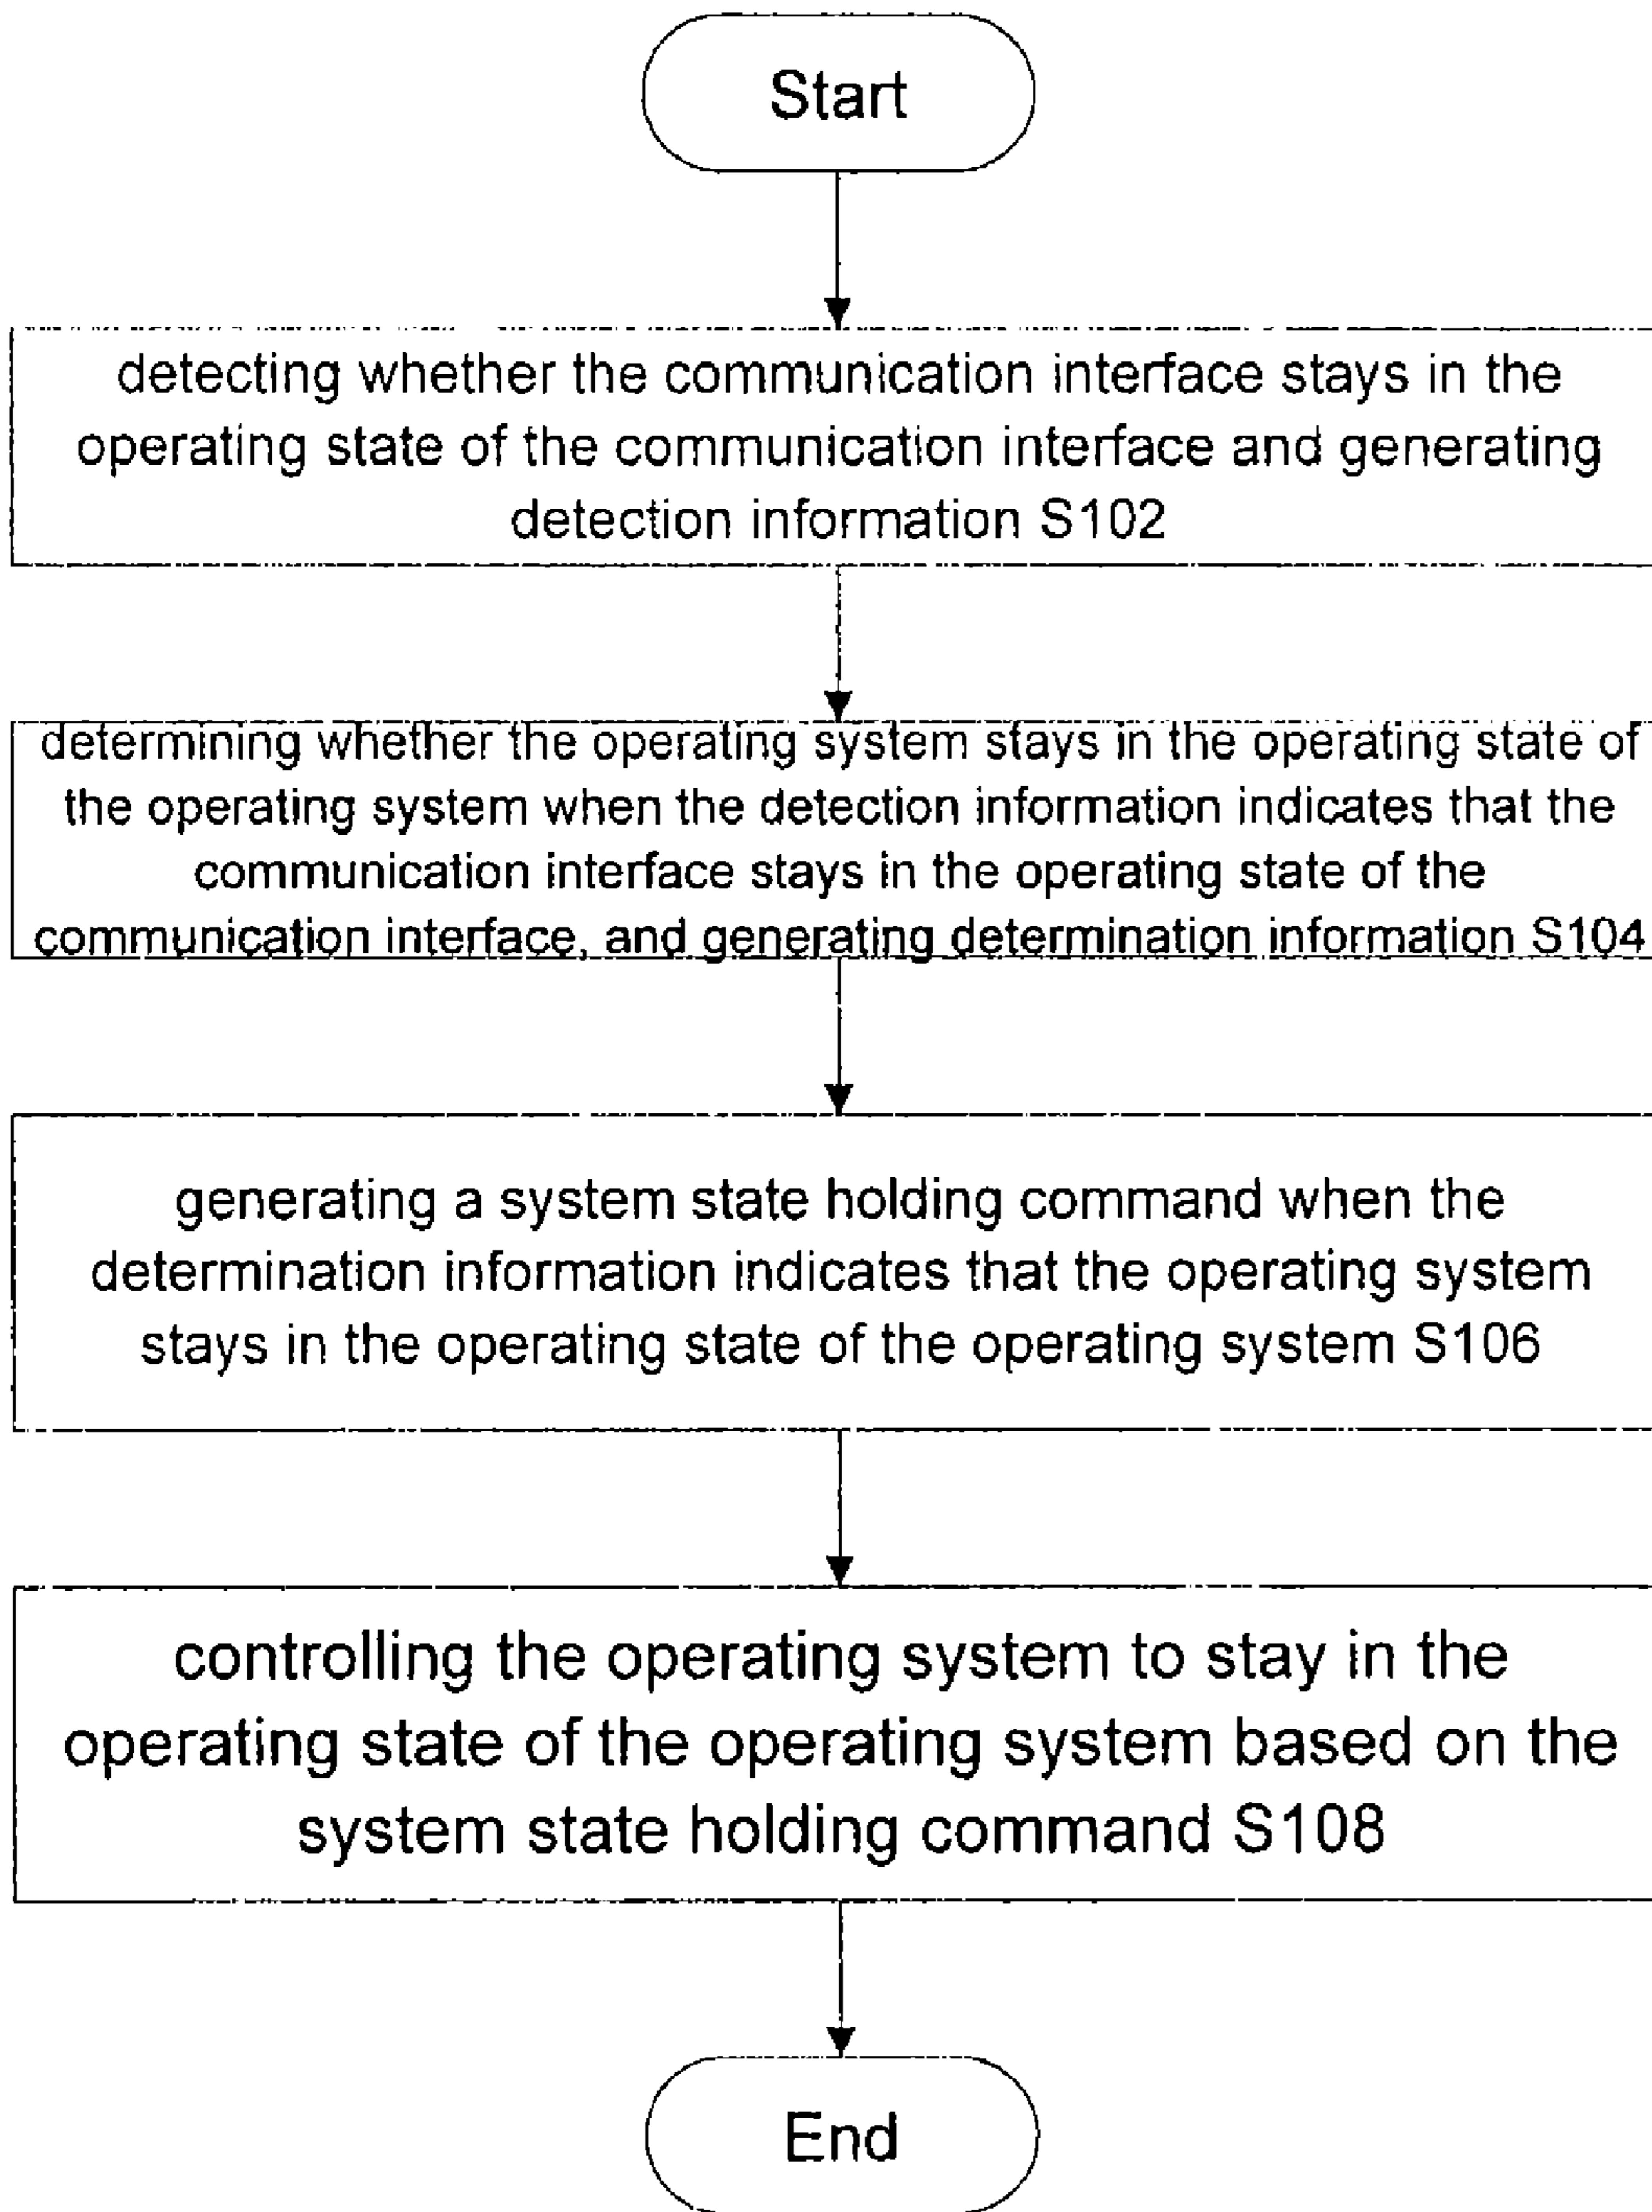 Start
detecting whether the communication interface stays in the
operating state of the communication interface and generating
detection information S102
determining whether the operating system stays in the operating state of
the operating system when the detection information indicates that the
communication interface stays in the operating state of the
communication interface, and generating determination information S104
generating a system state holding command when the
determination information indicates that the operating system
stays in the operating state of the operating system S106
controlling the operating system to stay in the
operating state of the operating system based on the
system state holding command S108
End